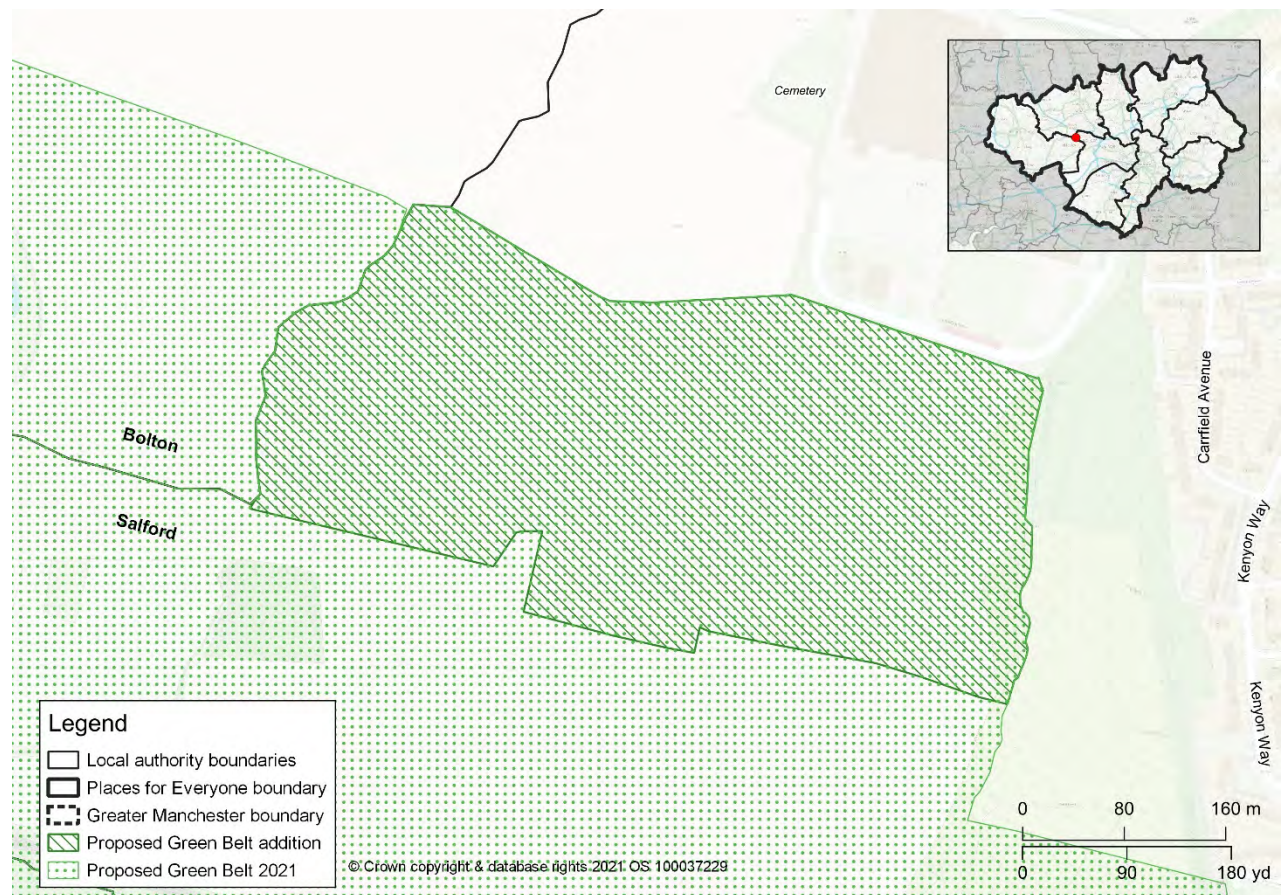 Cemetery
Bolton
Salford
Carrfield Avenue
Kenyon Way
Kenyon Way
Legend
Local authority boundaries
Places for Everyone boundary
Greater Manchester boundary
Proposed Green Belt addition
Proposed Green Belt 2021
© Crown copyright & database rights 2021 OS 100037229
0 80 160 m
0 90 180 yd